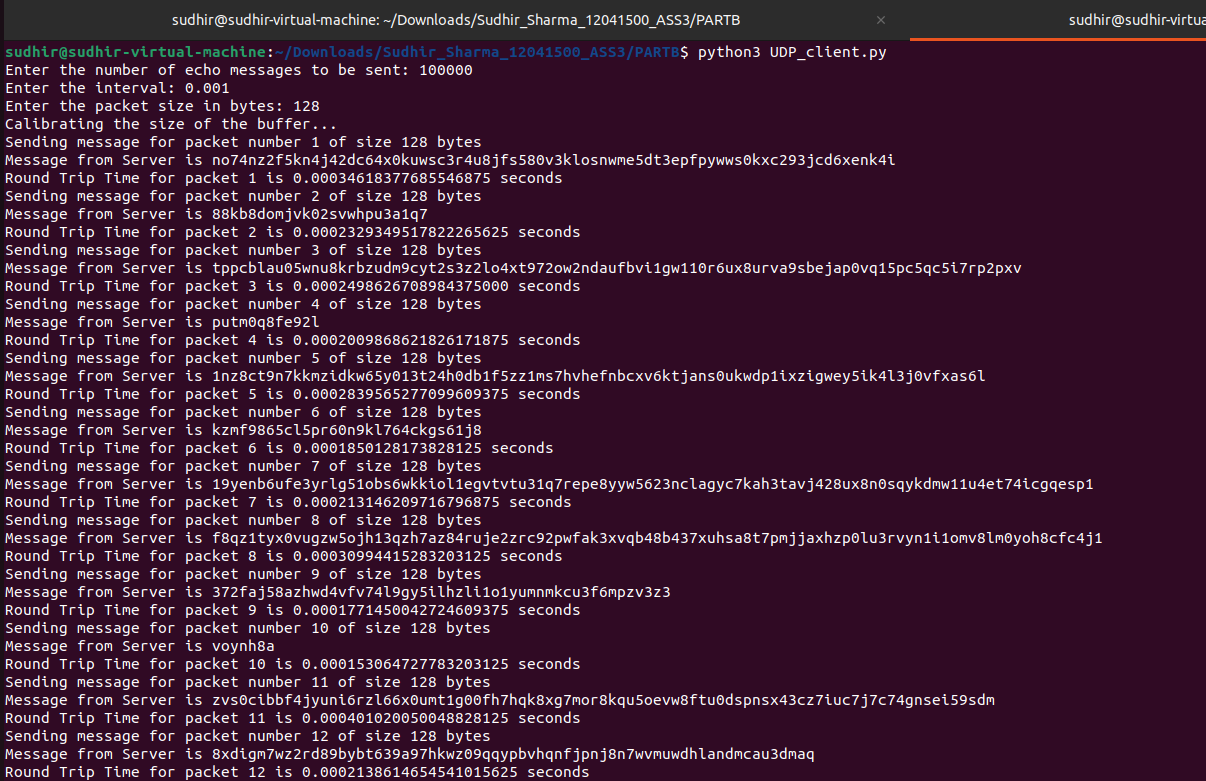 sudhir@sudhir-virtual-machine: ~/Downloads/Sudhir_Sharma_12041500_ASS3/PARTB × sudhir@sudhir-virtua
sudhir@sudhir-virtual-machine:~/Downloads/Sudhir_Sharma_12041500_ASS3/PARTB$ python3 UDP_client.py
Enter the number of echo messages to be sent: 100000
Enter the interval: 0.001
Enter the packet size in bytes: 128
Calibrating the size of the buffer...
Sending message for packet number 1 of size 128 bytes
Message from Server is no74nz2f5kn4j42dc64x0kuwsc3r4u8jfs580v3klosnwme5dt3epfpywws0kxc293jcd6xenk4i
Round Trip Time for packet 1 is 0.00034618377685546875 seconds
Sending message for packet number 2 of size 128 bytes
Message from Server is 88kb8domjvk02svwhpu3a1q7
Round Trip Time for packet 2 is 0.0002329349517822265625 seconds
Sending message for packet number 3 of size 128 bytes
Message from Server is tppcblau05wnu8krbzudm9cyt2s3z2lo4xt972ow2ndaufbvi1gw110r6ux8urva9sbejap0vq15pc5qc5i7rp2pxv
Round Trip Time for packet 3 is 0.0002498626708984375000 seconds
Sending message for packet number 4 of size 128 bytes
Message from Server is putm0q8fe92l
Round Trip Time for packet 4 is 0.0002009868621826171875 seconds
Sending message for packet number 5 of size 128 bytes
Message from Server is 1nz8ct9n7kkmzidkw65y013t24h0db1f5zz1ms7hvhefnbcxv6ktjans0ukwdp1ixzigwey5ik4l3j0vfxas6l
Round Trip Time for packet 5 is 0.0002839565277099609375 seconds
Sending message for packet number 6 of size 128 bytes
Message from Server is kzmf9865cl5pr60n9kl764ckgs61j8
Round Trip Time for packet 6 is 0.0001850128173828125 seconds
Sending message for packet number 7 of size 128 bytes
Message from Server is 19yenb6ufe3yrlg51obs6wkkiol1egvtvtu31q7repe8yyw5623nclagyc7kah3tavj428ux8n0sqykdmw11u4et74icgqesp1
Round Trip Time for packet 7 is 0.000213146209716796875 seconds
Sending message for packet number 8 of size 128 bytes
Message from Server is f8qz1tyx0vugzw5ojh13qzh7az84ruje2zrc92pwfak3xvqb48b437xuhsa8t7pmjjaxhzp0lu3rvyn1i1omv8lm0yoh8cfc4j1
Round Trip Time for packet 8 is 0.00030994415283203125 seconds
Sending message for packet number 9 of size 128 bytes
Message from Server is 372faj58azhwd4vfv74l9gy5ilhzli1o1yumnmkcu3f6mpzv3z3
Round Trip Time for packet 9 is 0.0001771450042724609375 seconds
Sending message for packet number 10 of size 128 bytes
Message from Server is voynh8a
Round Trip Time for packet 10 is 0.000153064727783203125 seconds
Sending message for packet number 11 of size 128 bytes
Message from Server is zvs0cibbf4jyuni6rzl66x0umt1g00fh7hqk8xg7mor8kqu5oevw8ftu0dspnsx43cz7iuc7j7c74gnsei59sdm
Round Trip Time for packet 11 is 0.000401020050048828125 seconds
Sending message for packet number 12 of size 128 bytes
Message from Server is 8xdigm7wz2rd89bybt639a97hkwz09qqypbvhqnfjpnj8n7wvmuwdhlandmcau3dmaq
Round Trip Time for packet 12 is 0.0002138614654541015625 seconds